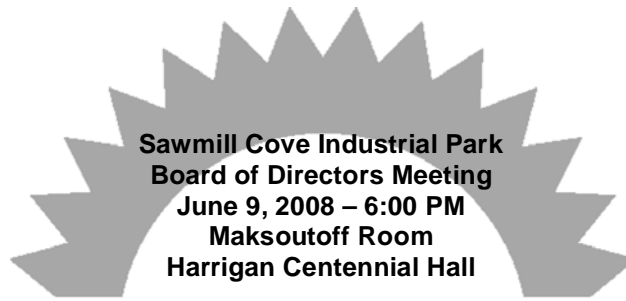 Sawmill Cove Industrial Park
Board of Directors Meeting
June 9, 2008 – 6:00 PM
Maksoutoff Room
Harrigan Centennial Hall